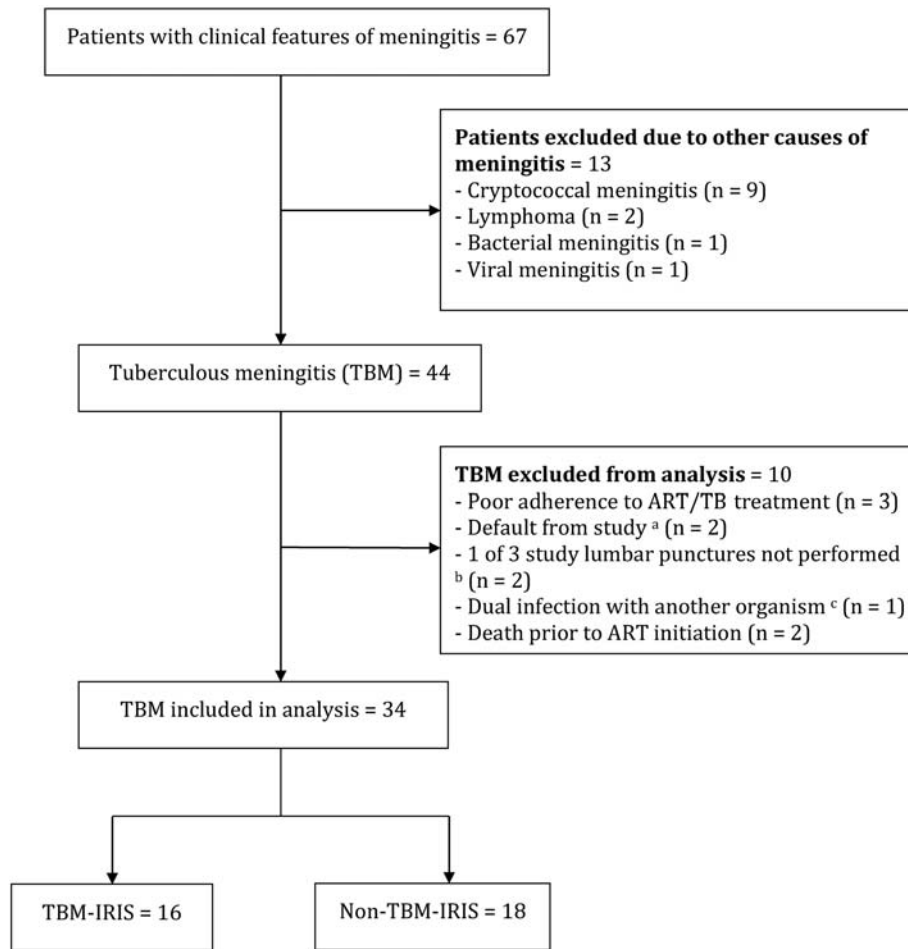 Patients with clinical features of meningitis = 67
Patients excluded due to other causes of
meningitis = 13
- Cryptococcal meningitis (n = 9)
- Lymphoma (n = 2)
- Bacterial meningitis (n = 1)
- Viral meningitis (n = 1)
Tuberculous meningitis (TBM) = 44
TBM excluded from analysis = 10
- Poor adherence to ART/TB treatment (n = 3)
- Default from study ᵃ (n = 2)
- 1 of 3 study lumbar punctures not performed
ᵇ (n = 2)
- Dual infection with another organism ᶜ (n = 1)
- Death prior to ART initiation (n = 2)
TBM included in analysis = 34
TBM-IRIS = 16
Non-TBM-IRIS = 18